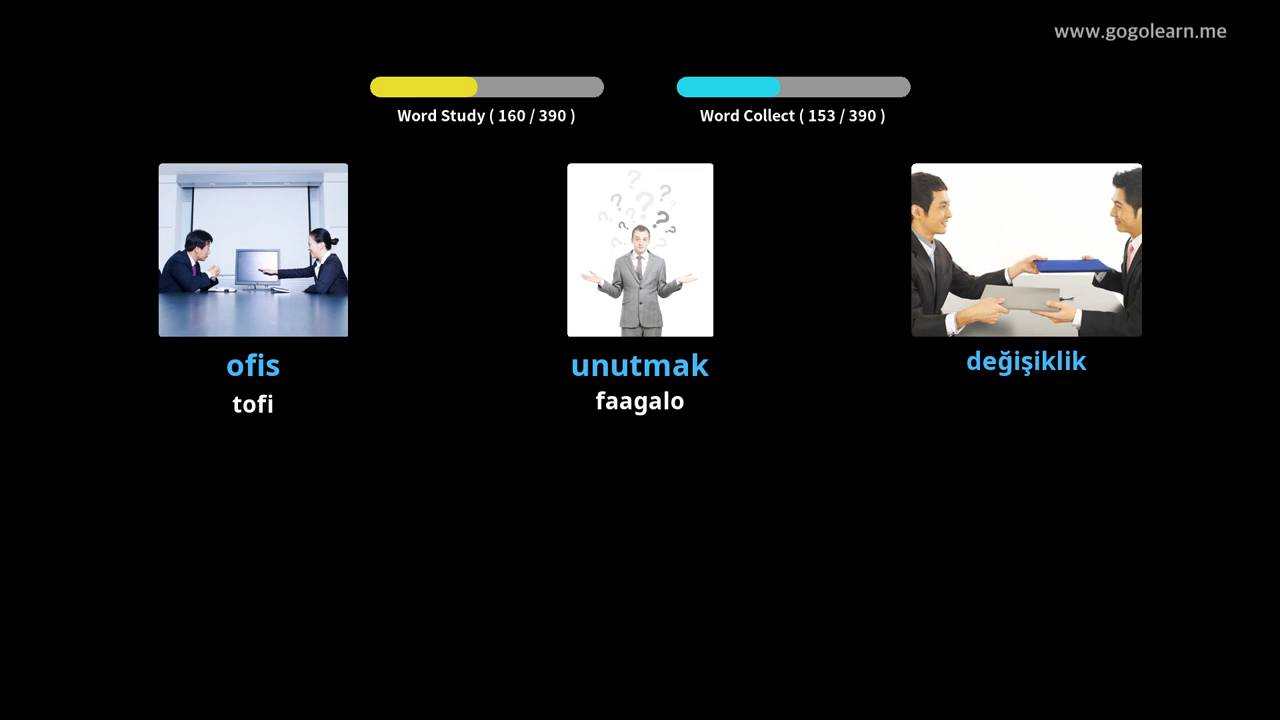 www.gogolearn.me
Word Study ( 160 / 390 )
Word Collect ( 153 / 390 )
ofis
tofi
unutmak
faagalo
değişiklik